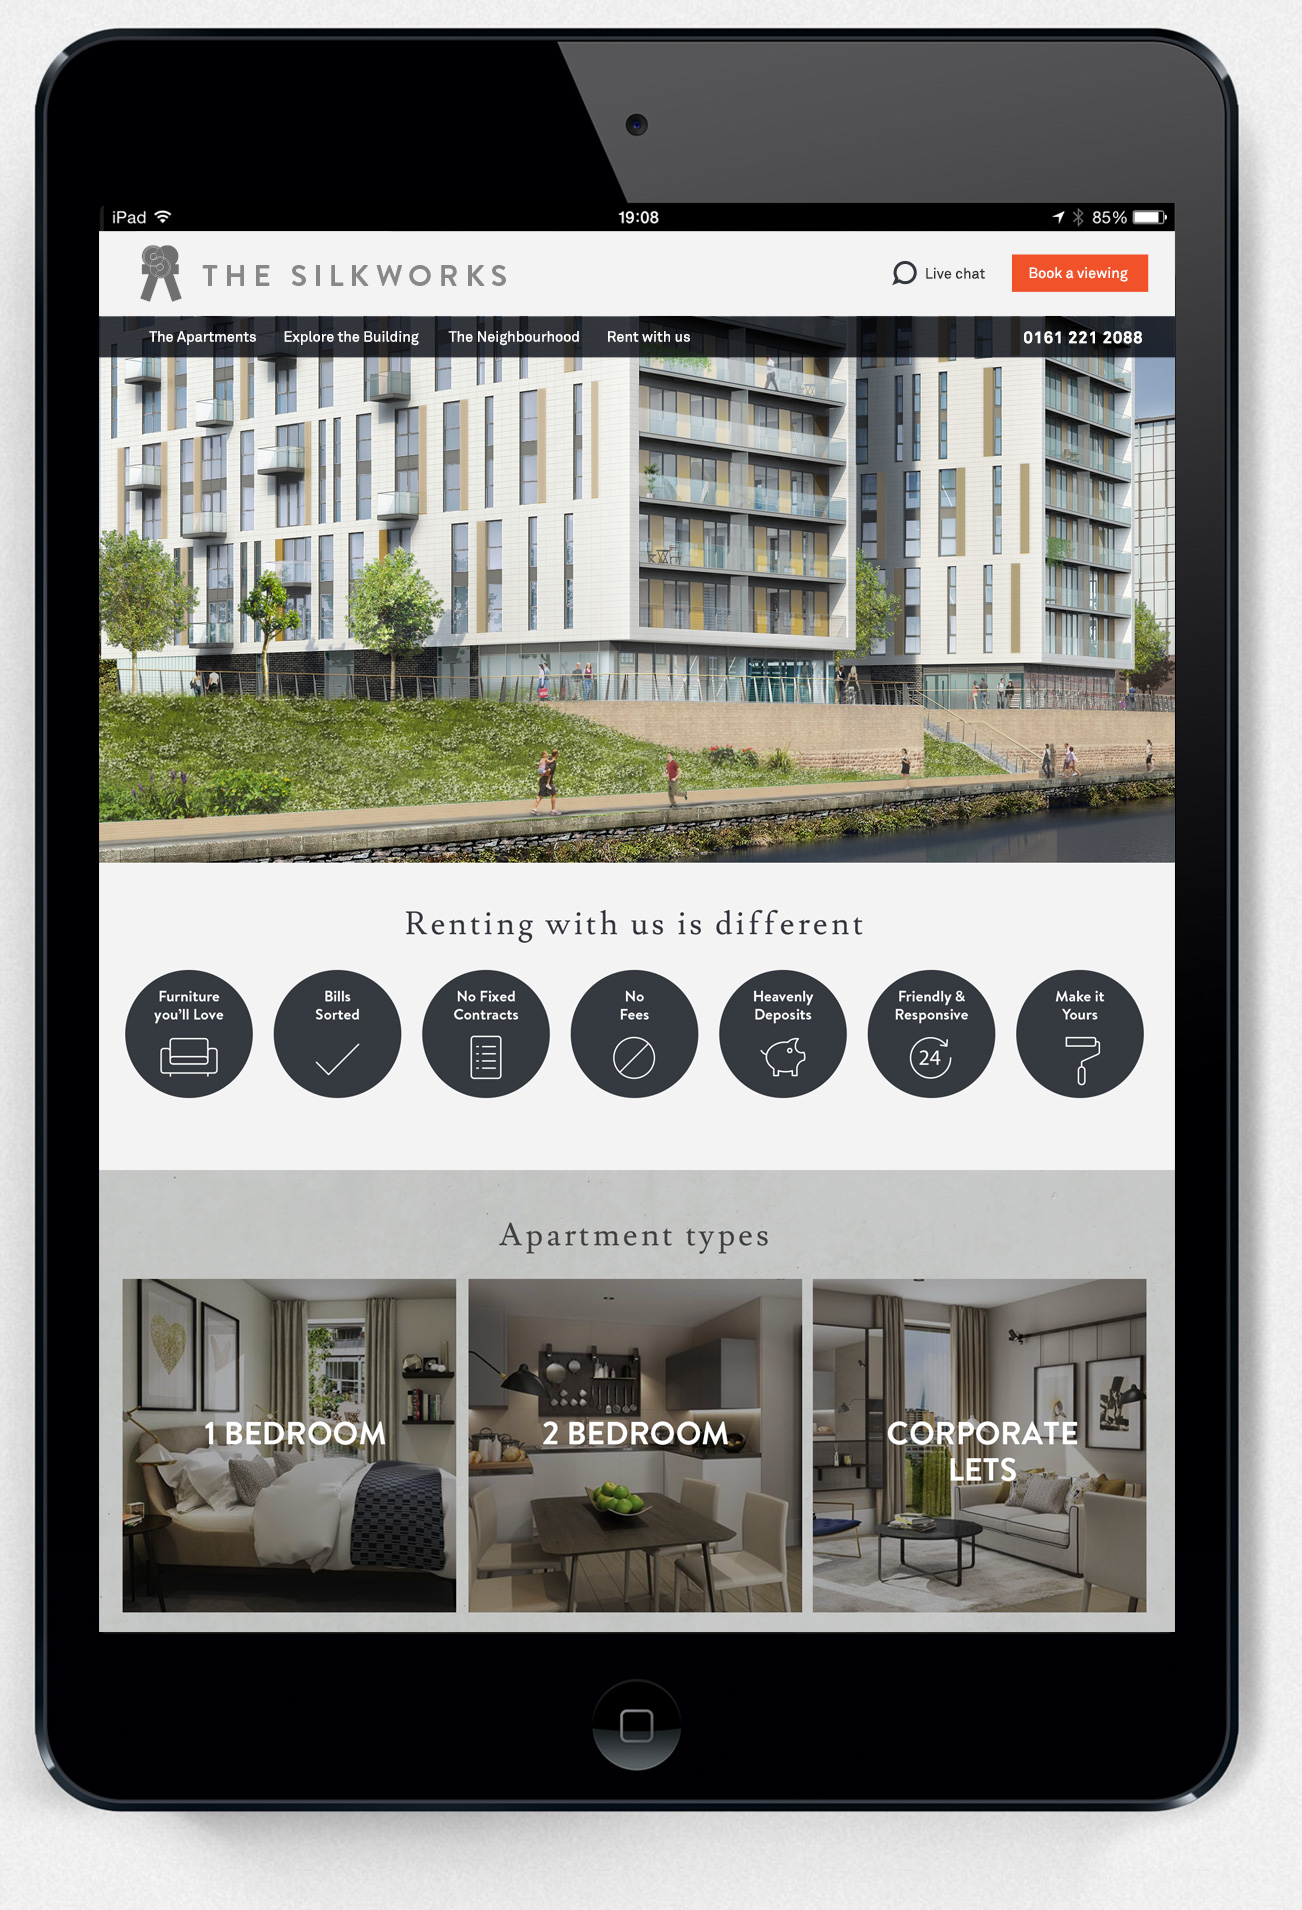 iPad
19:08
85%
THE SILKWORKS
Live chat
Book a viewing
The Apartments
Explore the Building
The Neighbourhood
Rent with us
0161 221 2088
Renting with us is different
Furniture
you'll Love
Bills
Sorted
No Fixed
Contracts
No
Fees
Heavenly
Deposits
Friendly &
Responsive
24
Make it
Yours
Apartment types
1 BEDROOM
2 BEDROOM
CORPORATE
LETS